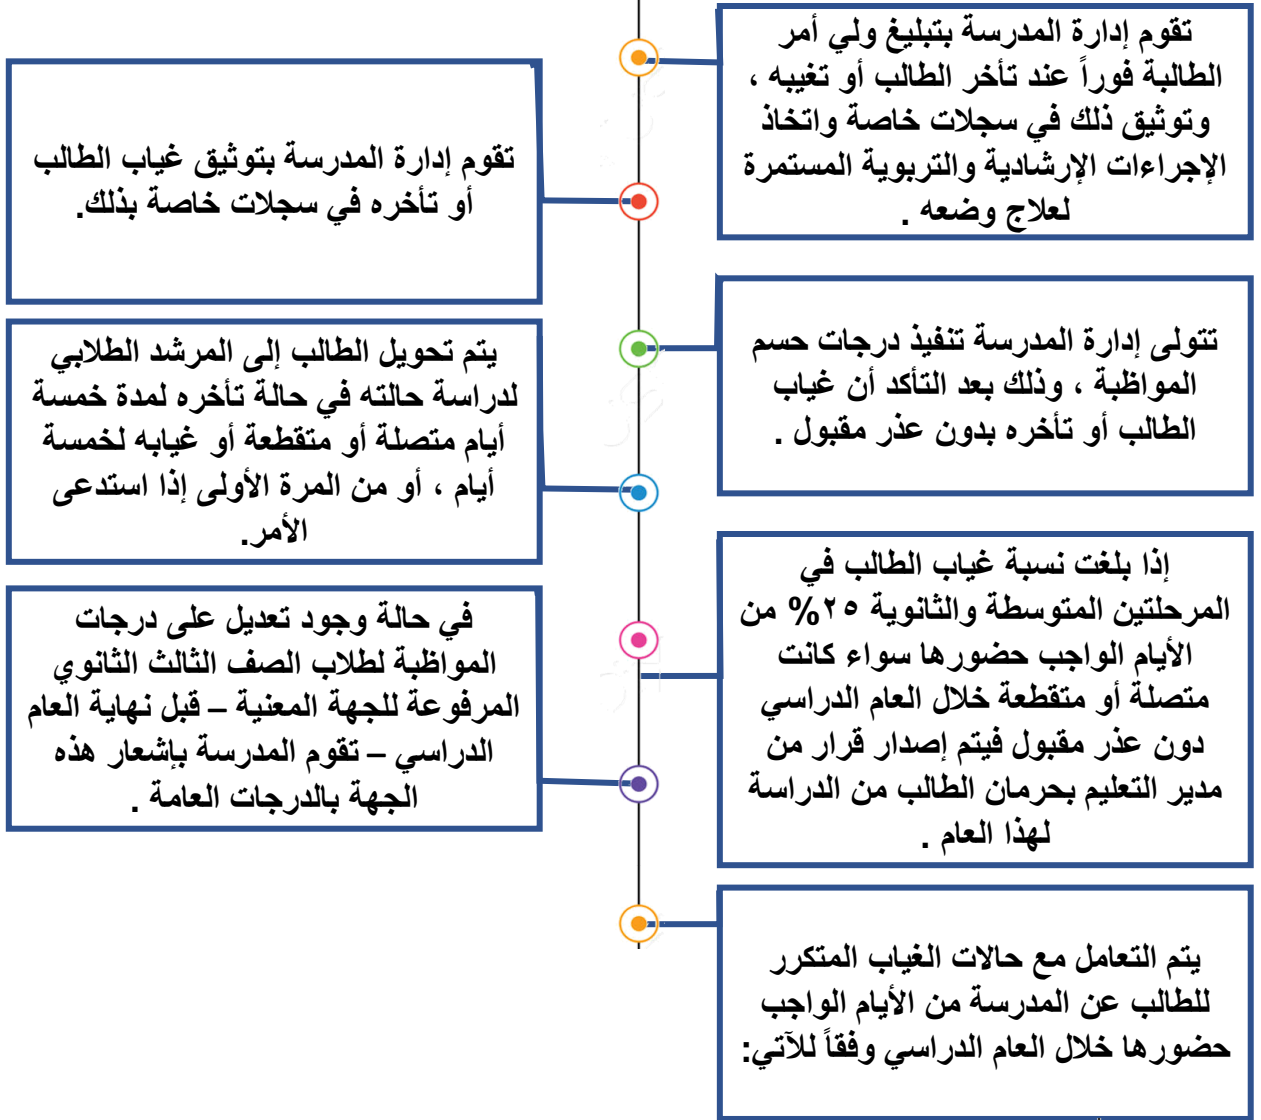 تقوم إدارة المدرسة بتبليغ ولي أمر
الطالبة فوراً عند تأخر الطالب أو تغيبه ،
وتوثيق ذلك في سجلات خاصة واتخاذ
الإجراءات الإرشادية والتربوية المستمرة
لعلاج وضعه .
تقوم إدارة المدرسة بتوثيق غياب الطالب
أو تأخره في سجلات خاصة بذلك.
تتولى إدارة المدرسة تنفيذ درجات حسم
المواظبة ، وذلك بعد التأكد أن غياب
الطالب أو تأخره بدون عذر مقبول .
يتم تحويل الطالب إلى المرشد الطلابي
لدراسة حالته في حالة تأخره لمدة خمسة
أيام متصلة أو متقطعة أو غيابه لخمسة
أيام ، أو من المرة الأولى إذا استدعى
الأمر.
إذا بلغت نسبة غياب الطالب في
المرحلتين المتوسطة والثانوية ٢٥% من
الأيام الواجب حضورها سواء كانت
متصلة أو متقطعة خلال العام الدراسي
دون عذر مقبول فيتم إصدار قرار من
مدير التعليم بحرمان الطالب من الدراسة
لهذا العام .
في حالة وجود تعديل على درجات
المواظبة لطلاب الصف الثالث الثانوي
المرفوعة للجهة المعنية – قبل نهاية العام
الدراسي – تقوم المدرسة بإشعار هذه
الجهة بالدرجات العامة .
يتم التعامل مع حالات الغياب المتكرر
للطالب عن المدرسة من الأيام الواجب
حضورها خلال العام الدراسي وفقاً للآتي: